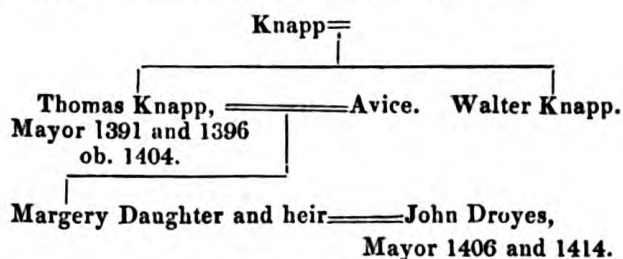 Knapp
Thomas Knapp, Avice. Walter Knapp.
Mayor 1391 and 1396
ob. 1404.
Margery Daughter and heir John Droyes,
Mayor 1406 and 1414.